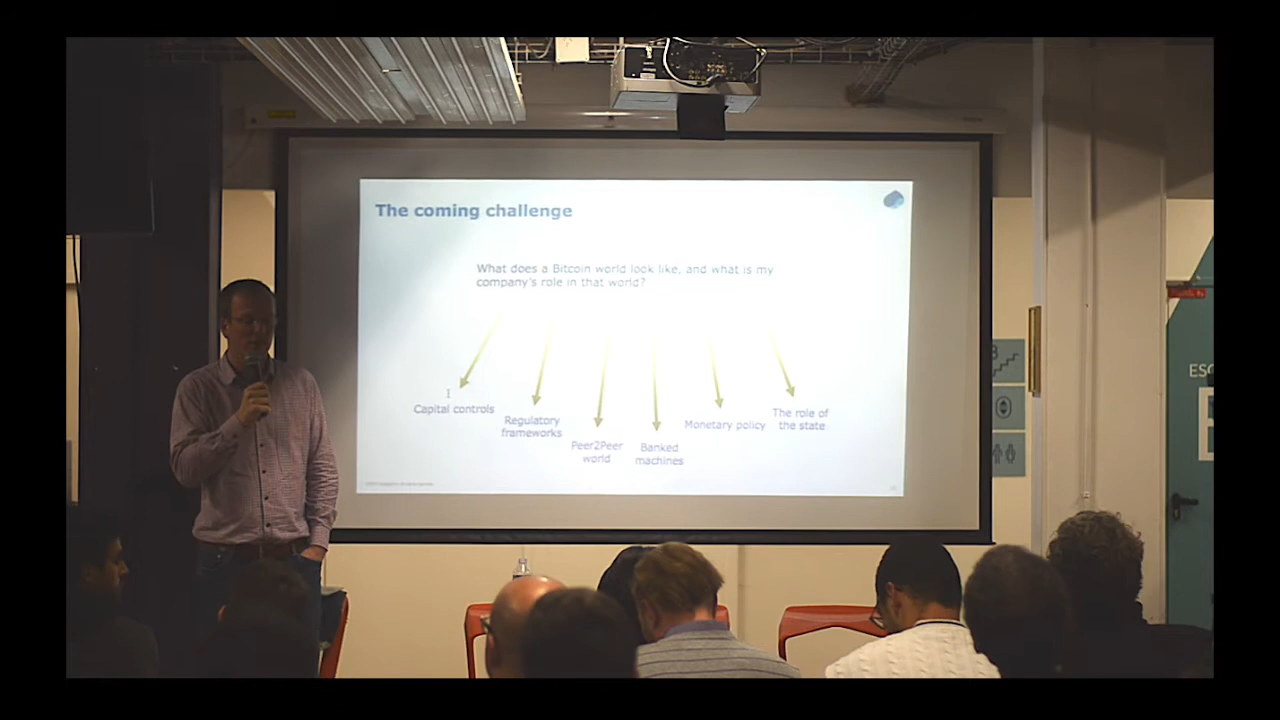 The coming challenge
What does a Bitcoin world look like, and what is my
company's role in that world?
Capital controls
Regulatory
frameworks
Peer2Peer
world
Banked
machines
Monetary policy
The role of
the state
ESC